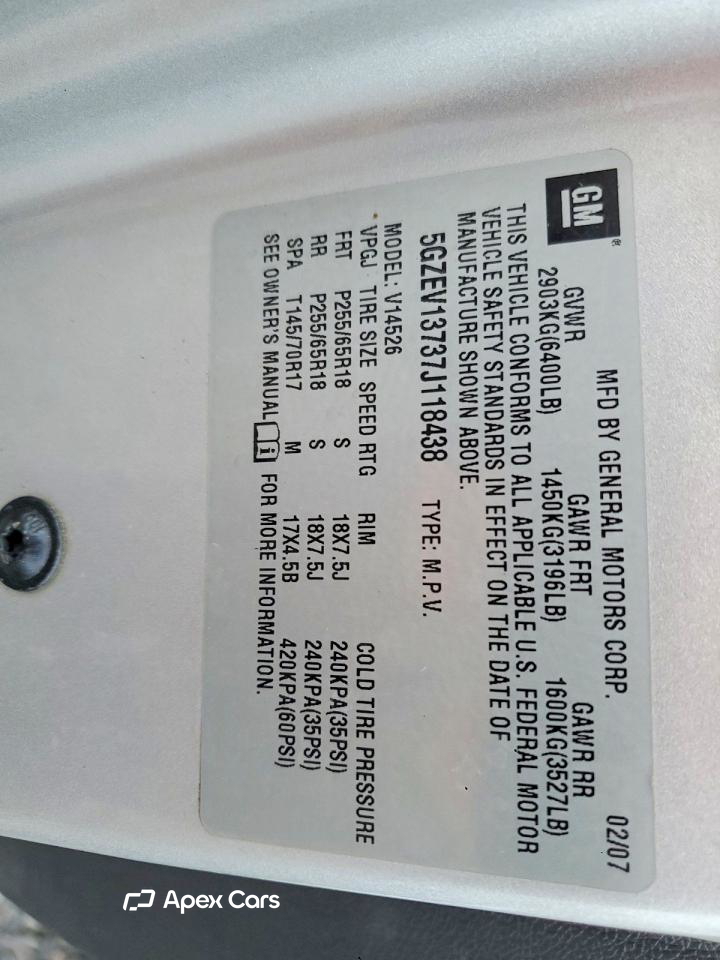 GM®
MFD BY GENERAL MOTORS CORP. 02/07
GVWR GAWR FRT GAWR RR
2903KG(6400LB) 1450KG(3196LB) 1600KG(3527LB)
THIS VEHICLE CONFORMS TO ALL APPLICABLE U.S. FEDERAL MOTOR
VEHICLE SAFETY STANDARDS IN EFFECT ON THE DATE OF
MANUFACTURE SHOWN ABOVE.
5GZEV13737J118438 TYPE: M.P.V.
MODEL: V14526
VPGJ TIRE SIZE SPEED RTG RIM COLD TIRE PRESSURE
FRT P255/65R18 S 18X7.5J 240KPA(35PSI)
RR P255/65R18 S 18X7.5J 240KPA(35PSI)
SPA T145/70R17 M 17X4.5B 420KPA(60PSI)
SEE OWNER'S MANUAL i FOR MORE INFORMATION.
Apex Cars